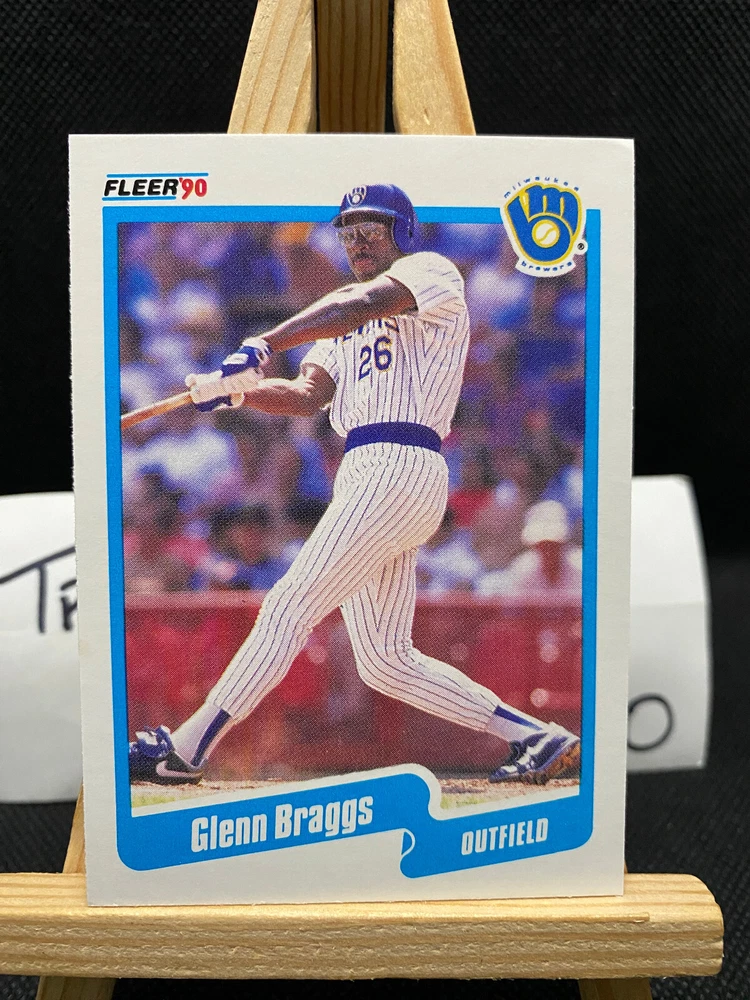 FLEER '90
milwaukee
brewers
®
26
Glenn Braggs
OUTFIELD